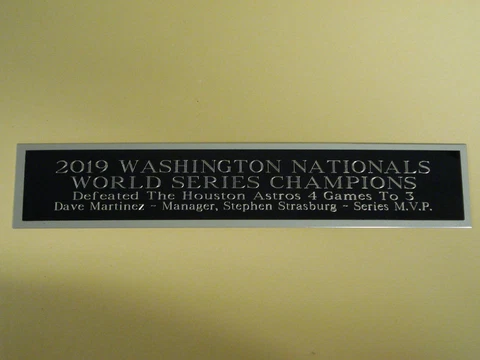 2019 WASHINGTON NATIONALS
WORLD SERIES CHAMPIONS
Defeated The Houston Astros 4 Games To 3
Dave Martinez - Manager, Stephen Strasburg - Series M.V.P.